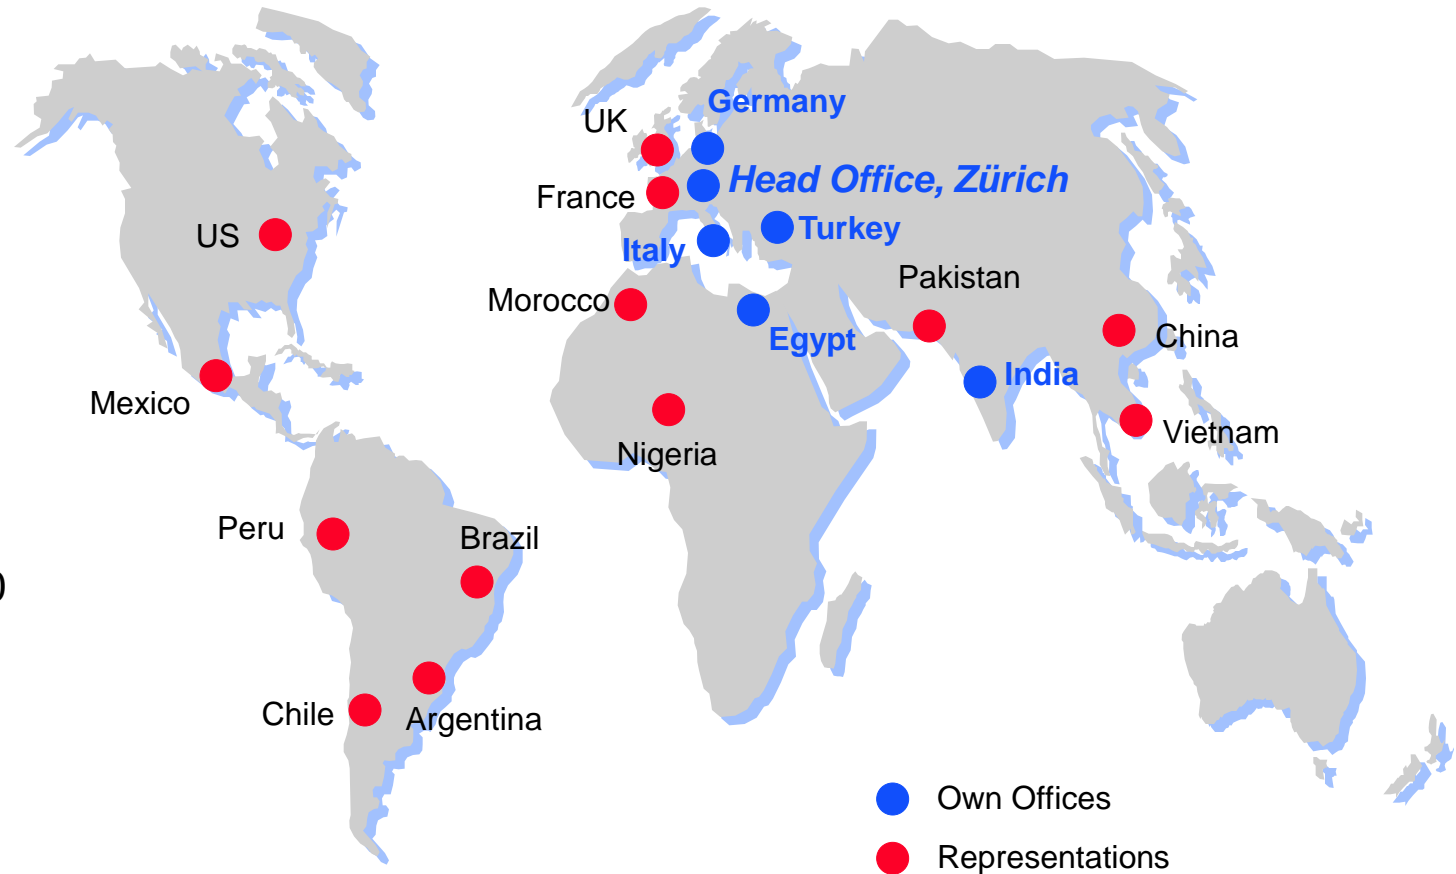 Germany
UK
Head Office, Zürich
France
US
Turkey
Italy
Pakistan
Morocco
China
Egypt
India
Mexico
Vietnam
Nigeria
Peru
Brazil
0
Chile
Argentina
Own Offices
Representations